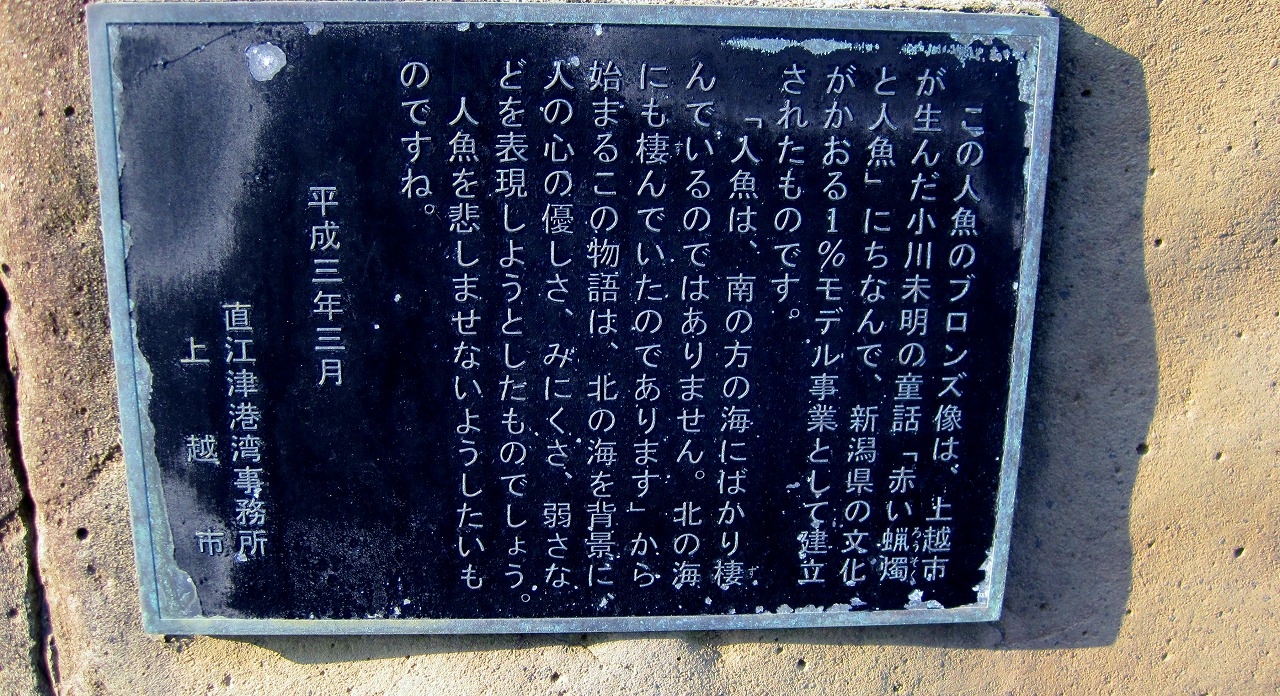 この人魚のブロンズ像は、上越市
が生んだ小川未明の童話「赤い蝋燭
と人魚」にちなんで、新潟県の文化
がかおる1%モデル事業として建立
されたものです。
「人魚は、南の方の海にばかり棲
んでいるのではありません。北の海
にも棲んでいたのであります」から
始まるこの物語は、北の海を背景に、
人の心の優しさ、みにくさ、弱さな
どを表現しようとしたものでしょう。
人魚を悲しませないようしたいも
のですね。
平成三年三月
直江津港湾事務所
上越市